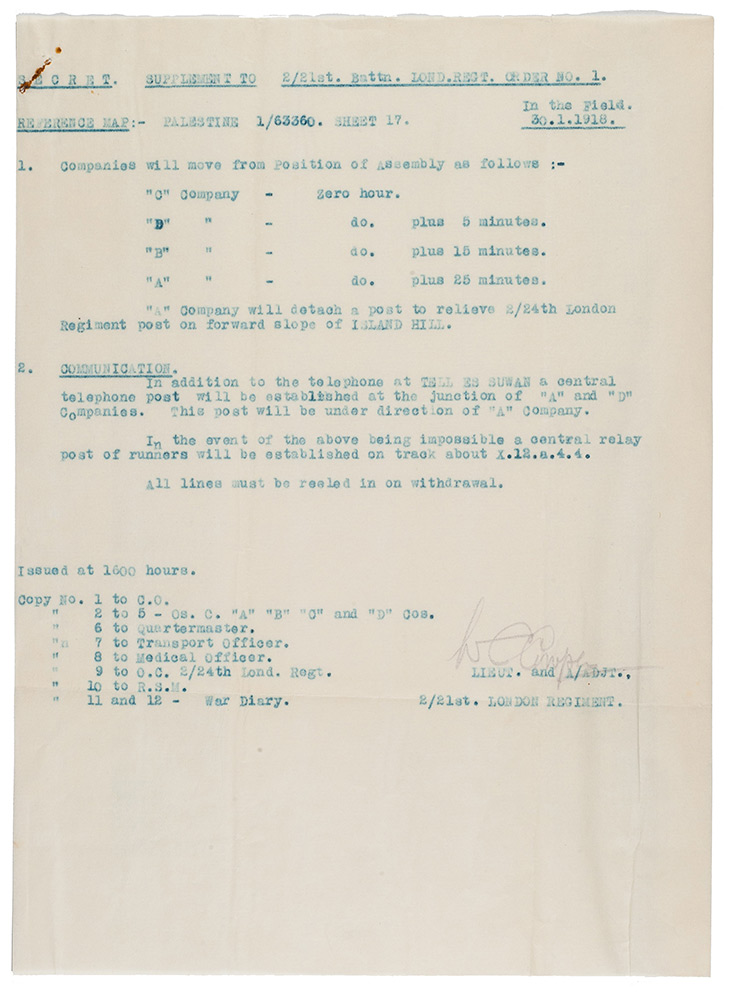 S E C R E T. SUPPLEMENT TO 2/21st. Battn. LOND.REGT. ORDER NO. 1.
In the Field.
REFERENCE MAP:- PALESTINE 1/63360. SHEET 17. 30.1.1918.
1. Companies will move from Position of Assembly as follows :-
"C" Company - Zero hour.
"D" " - do. plus 5 minutes.
"B" " - do. plus 15 minutes.
"A" " - do. plus 25 minutes.
"A" Company will detach a post to relieve 2/24th London
Regiment post on forward slope of ISLAND HILL.
2. COMMUNICATION.
In addition to the telephone at TELL ES SUWAN a central
telephone post will be established at the junction of "A" and "D"
Companies. This post will be under direction of "A" Company.
In the event of the above being impossible a central relay
post of runners will be established on track about X.12.a.4.4.
All lines must be reeled in on withdrawal.
Issued at 1600 hours.
Copy No. 1 to C.O.
" 2 to 5 - Os. C. "A" "B" "C" and "D" Cos.
" 6 to Quartermaster.
"n 7 to Transport Officer.
" 8 to Medical Officer.
" 9 to O.C. 2/24th Lond. Regt. LIEUT. and A/ADJT.,
" 10 to R.S.M.
" 11 and 12 - War Diary. 2/21st. LONDON REGIMENT.